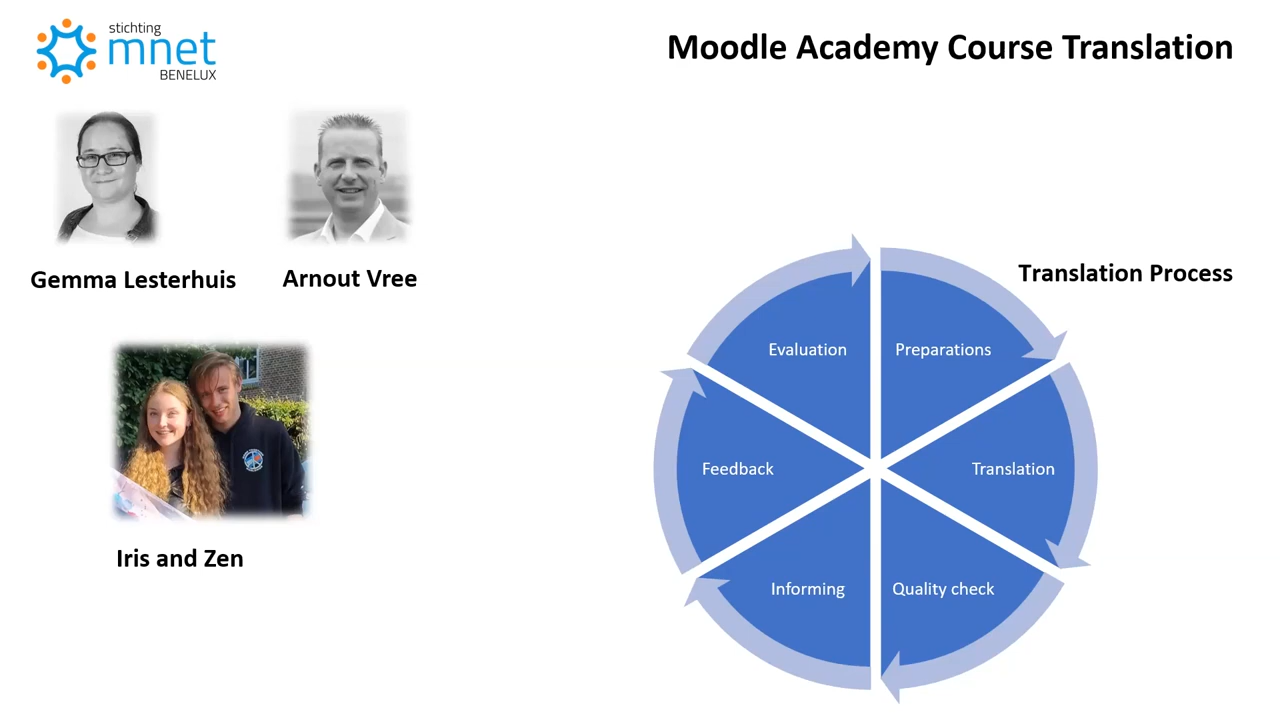 stichting
mnet
BENELUX
Moodle Academy Course Translation
Gemma Lesterhuis
Arnout Vree
Iris and Zen
Translation Process
Evaluation
Preparations
Feedback
Translation
Informing
Quality check